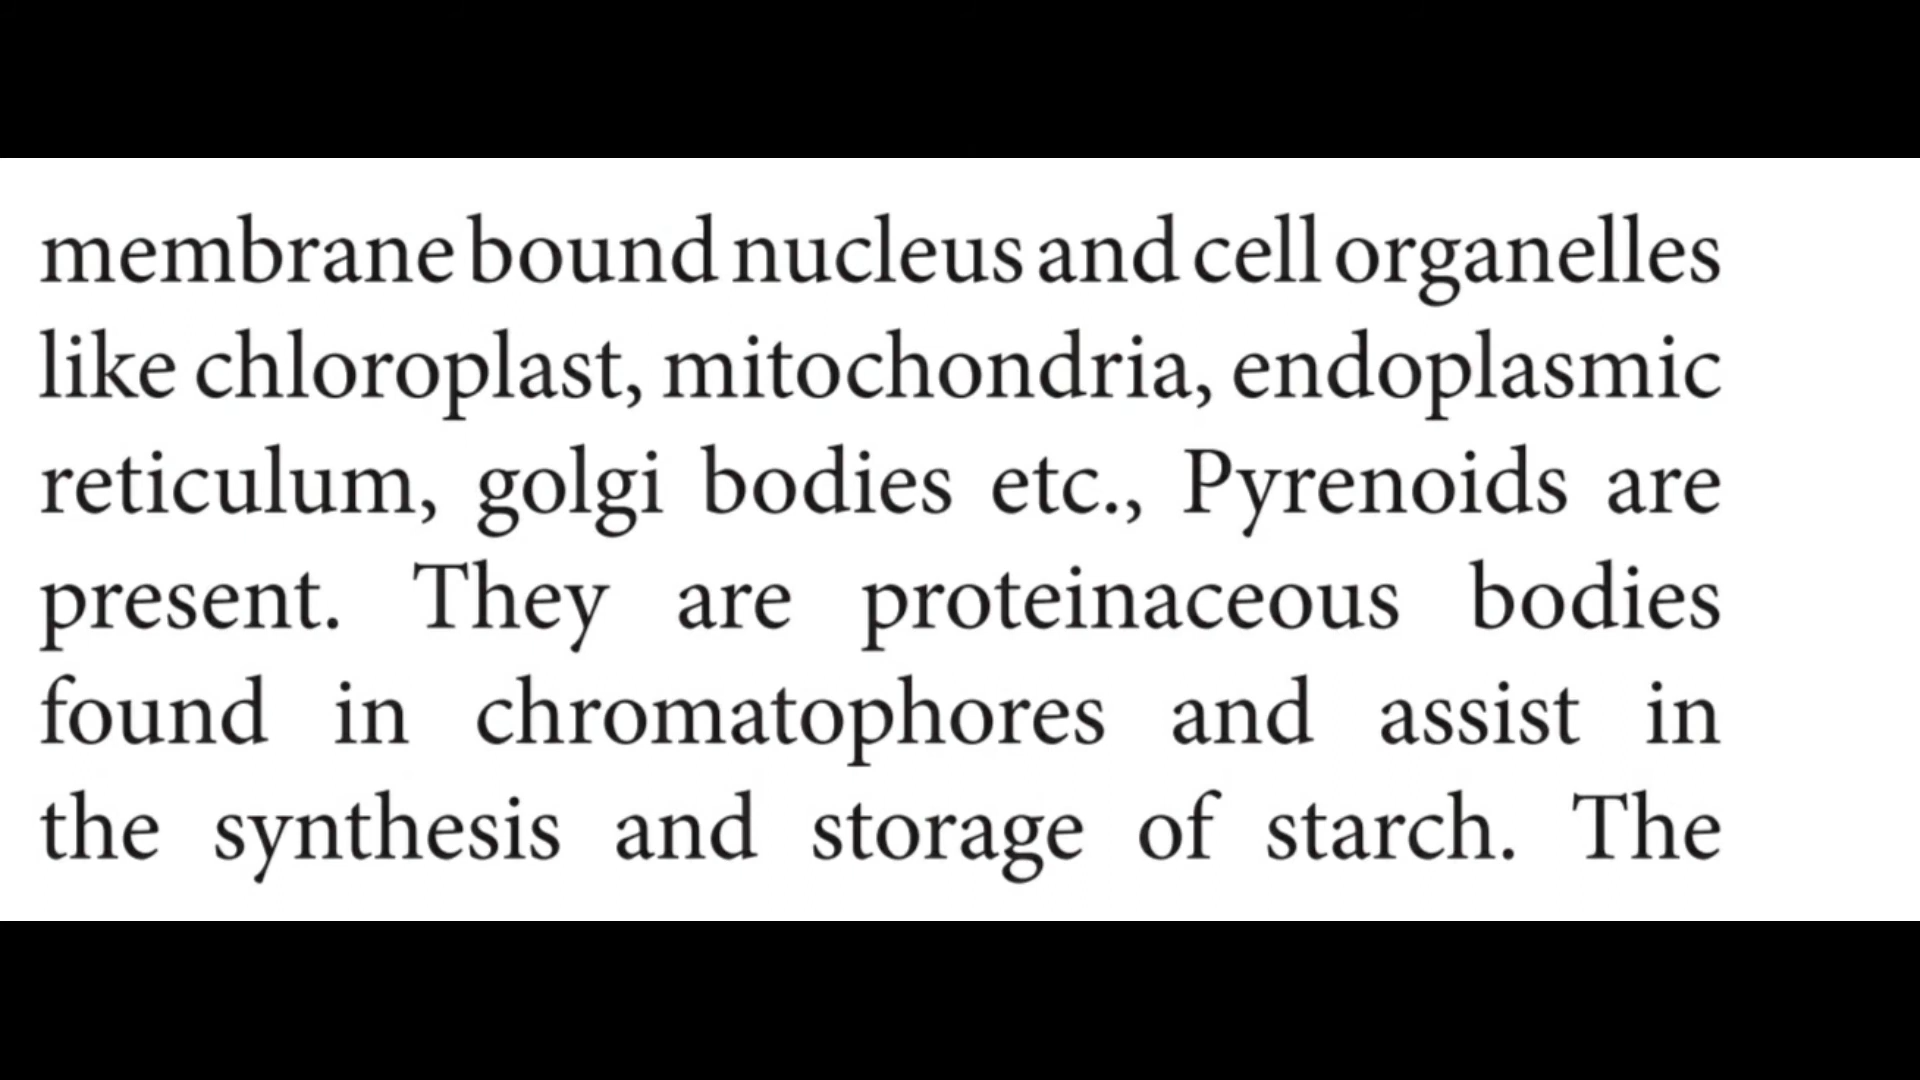 membrane bound nucleus and cell organelles
like chloroplast, mitochondria, endoplasmic
reticulum, golgi bodies etc., Pyrenoids are
present. They are proteinaceous bodies
found in chromatophores and assist in
the synthesis and storage of starch. The